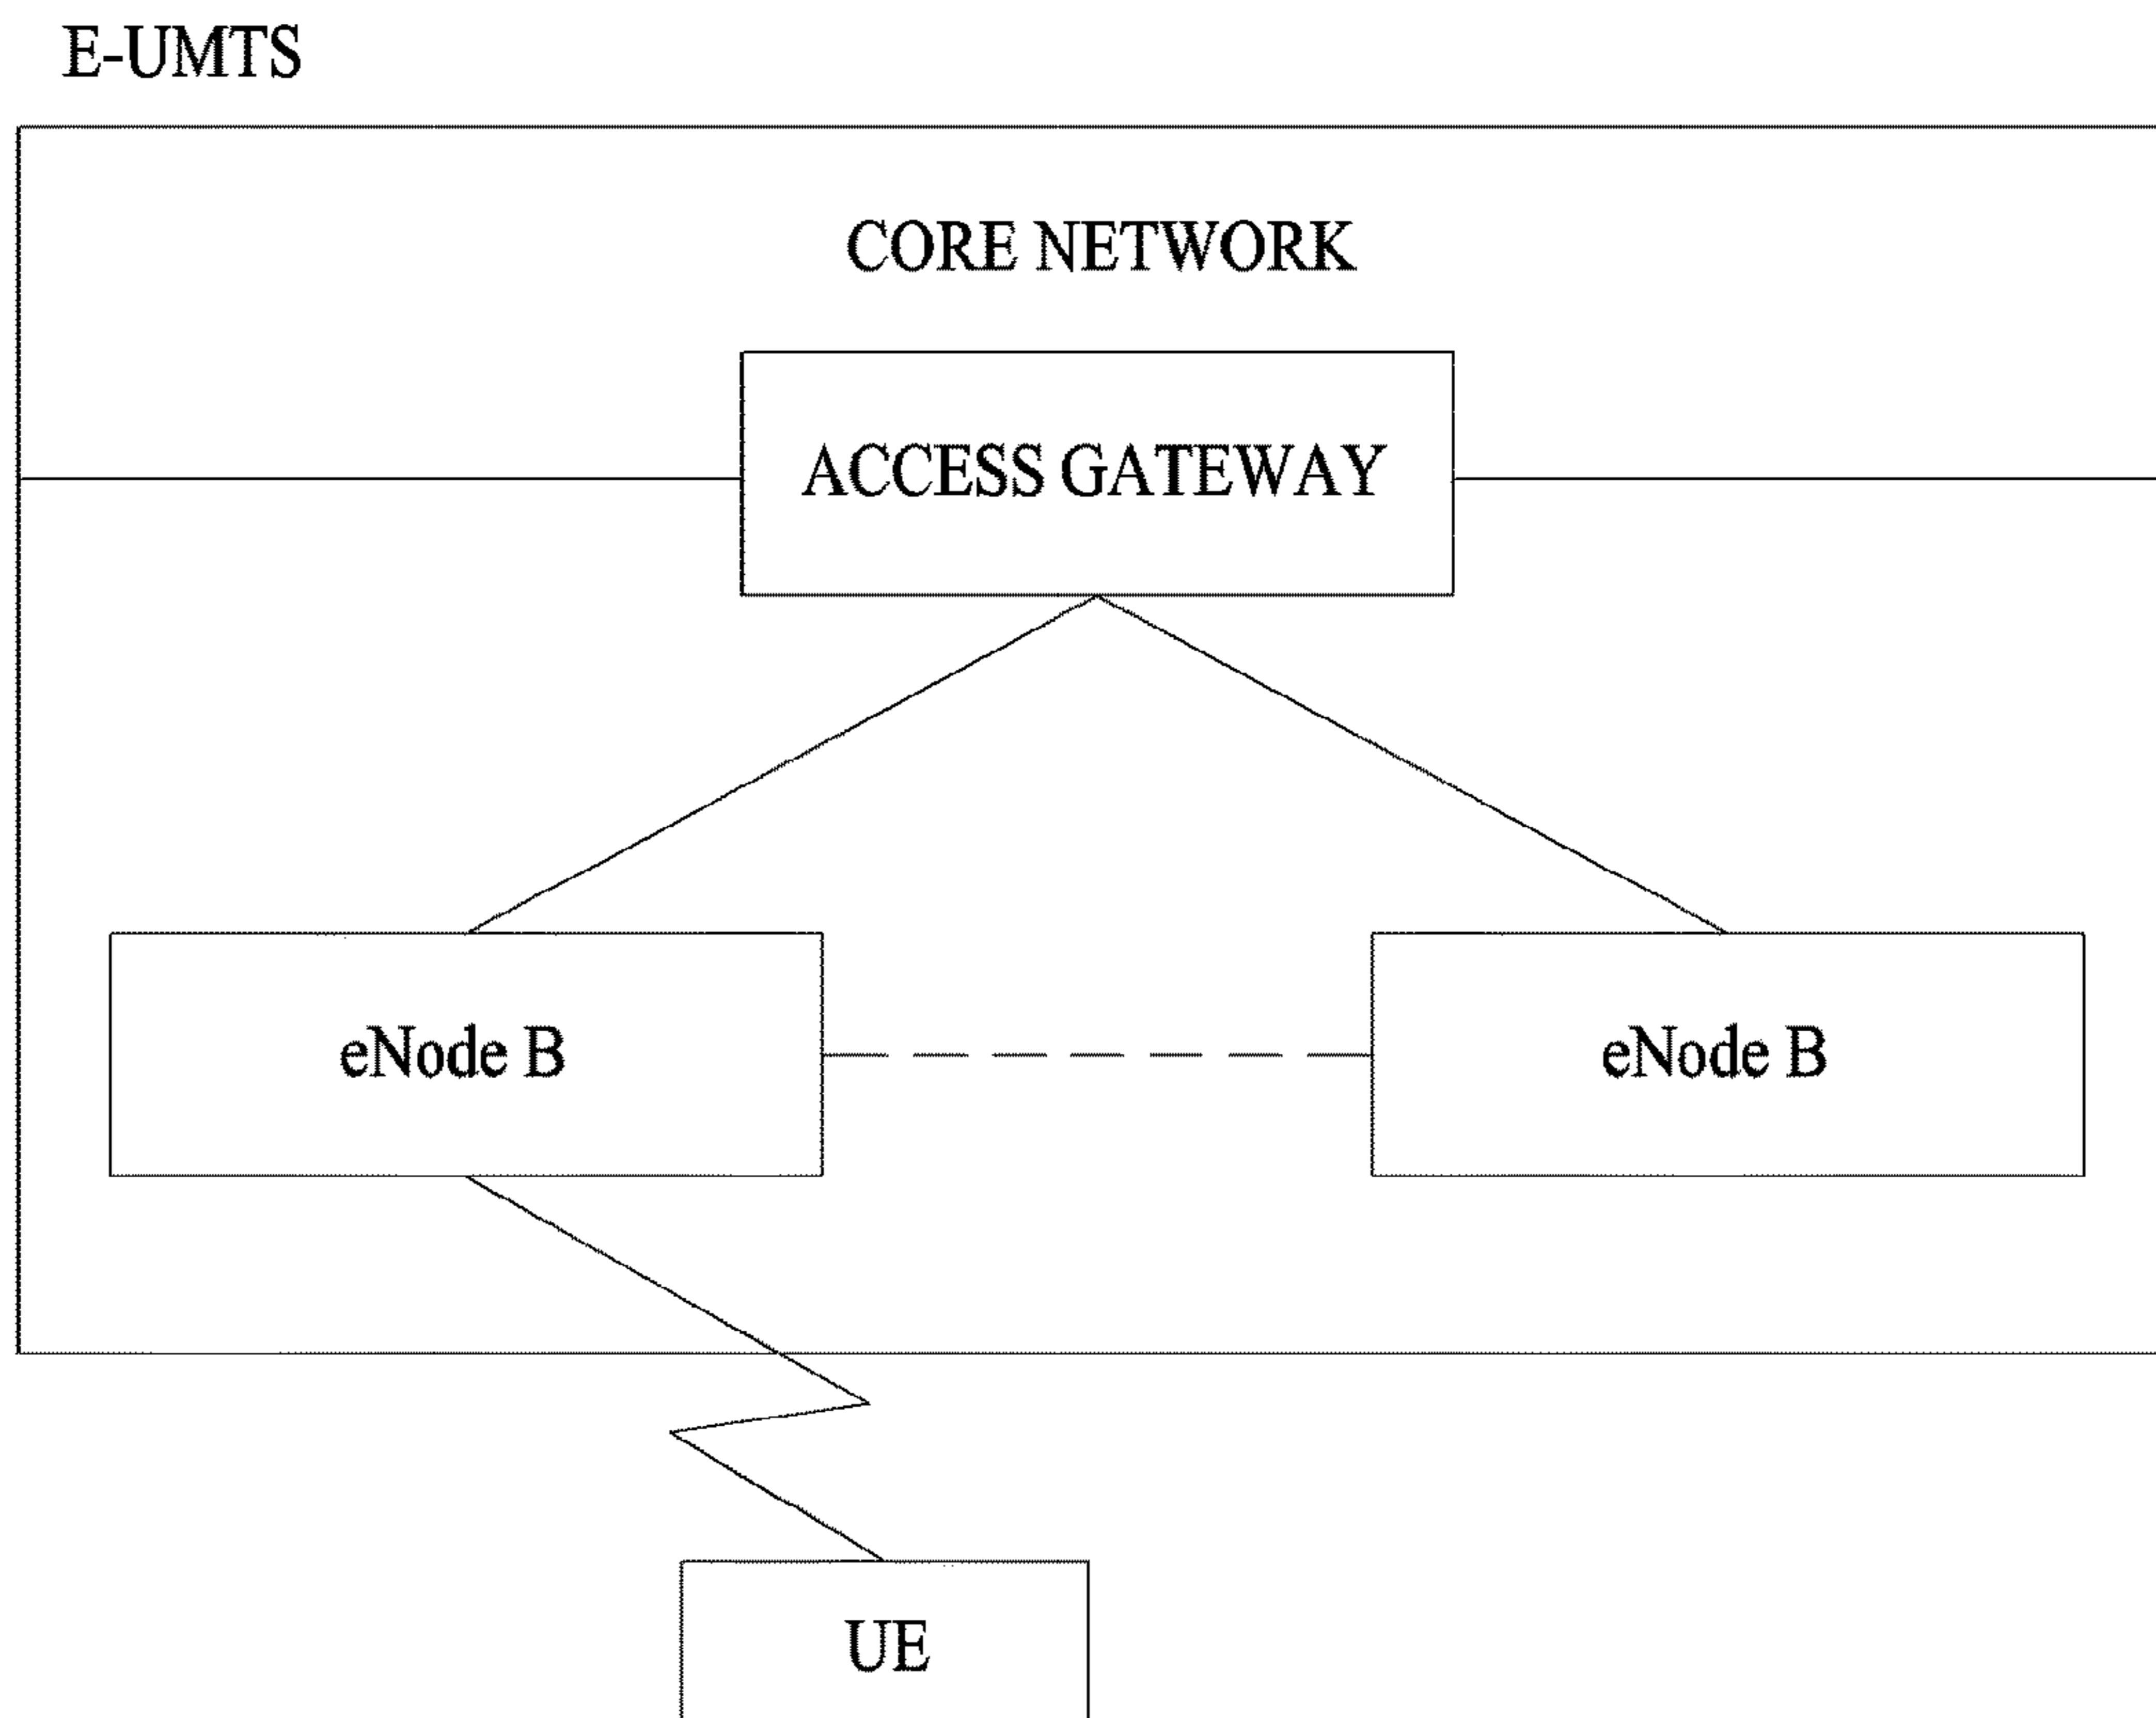 E-UMTS
CORE NETWORK
ACCESS GATEWAY
eNode B
eNode B
UE